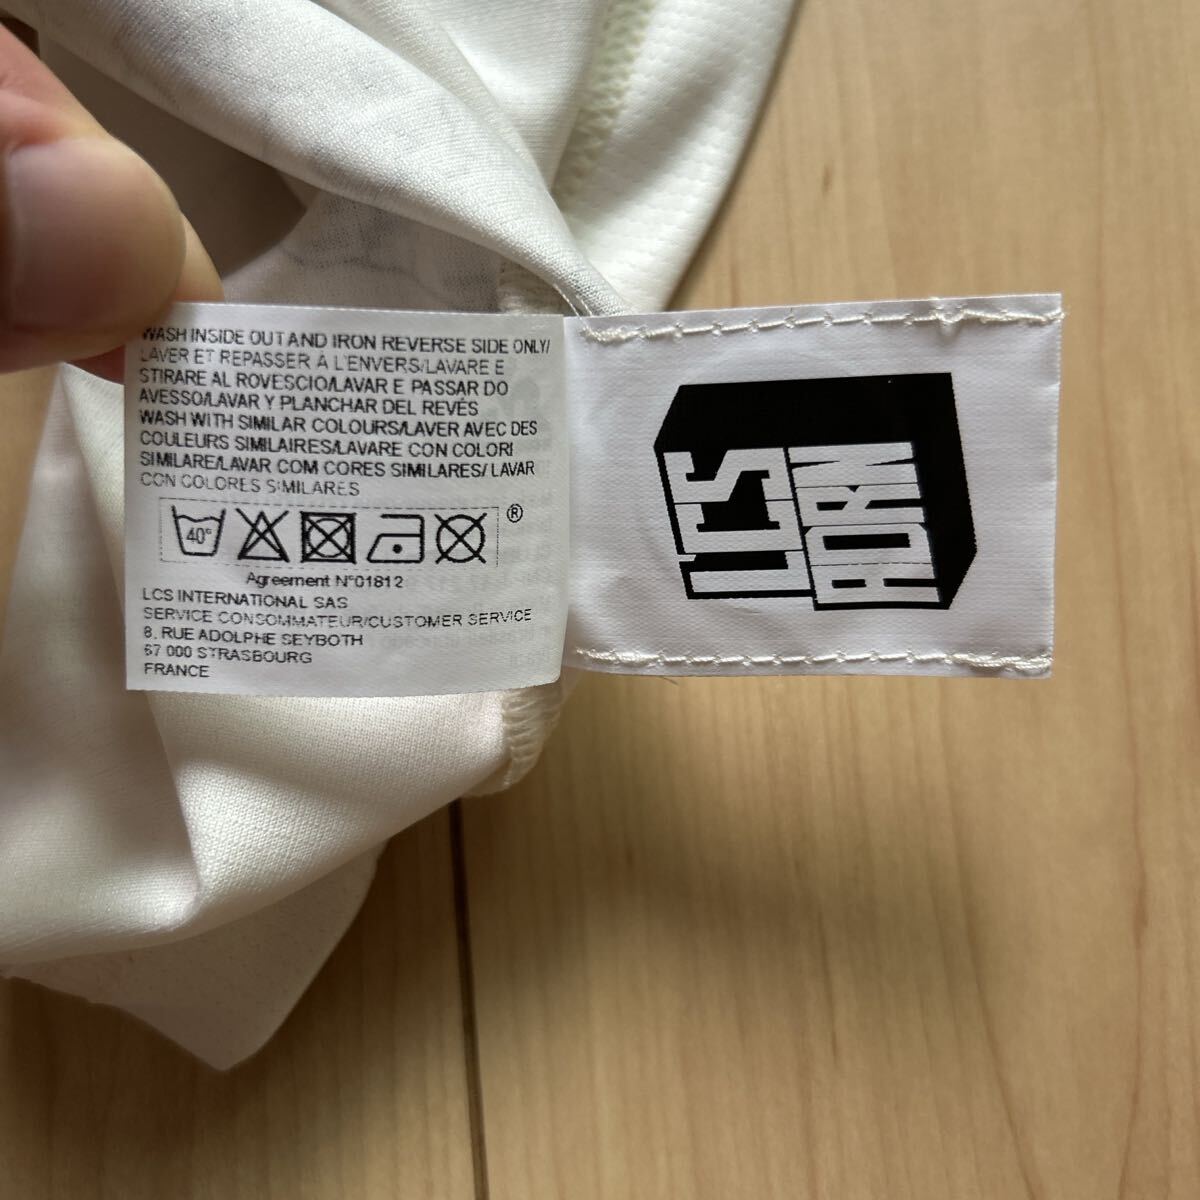 WASH INSIDE OUT AND IRON REVERSE SIDE ONLY/
LAVER ET REPASSER À L'ENVERS/LAVARE E
STIRARE AL ROVESCIO/LAVAR E PASSAR DO
AVESSO/LAVAR Y PLANCHAR DEL REVÉS
WASH WITH SIMILAR COLOURS/LAVER AVEC DES
COULEURS SIMILAIRES/LAVARE CON COLORI
SIMILARE/LAVAR COM CORES SIMILARES/ LAVAR
CON COLORES SIMILARES
40°
®
Agreement N°01812
LCS INTERNATIONAL SAS
SERVICE CONSOMMATEUR/CUSTOMER SERVICE
8, RUE ADOLPHE SEYBOTH
67 000 STRASBOURG
FRANCE
LCS